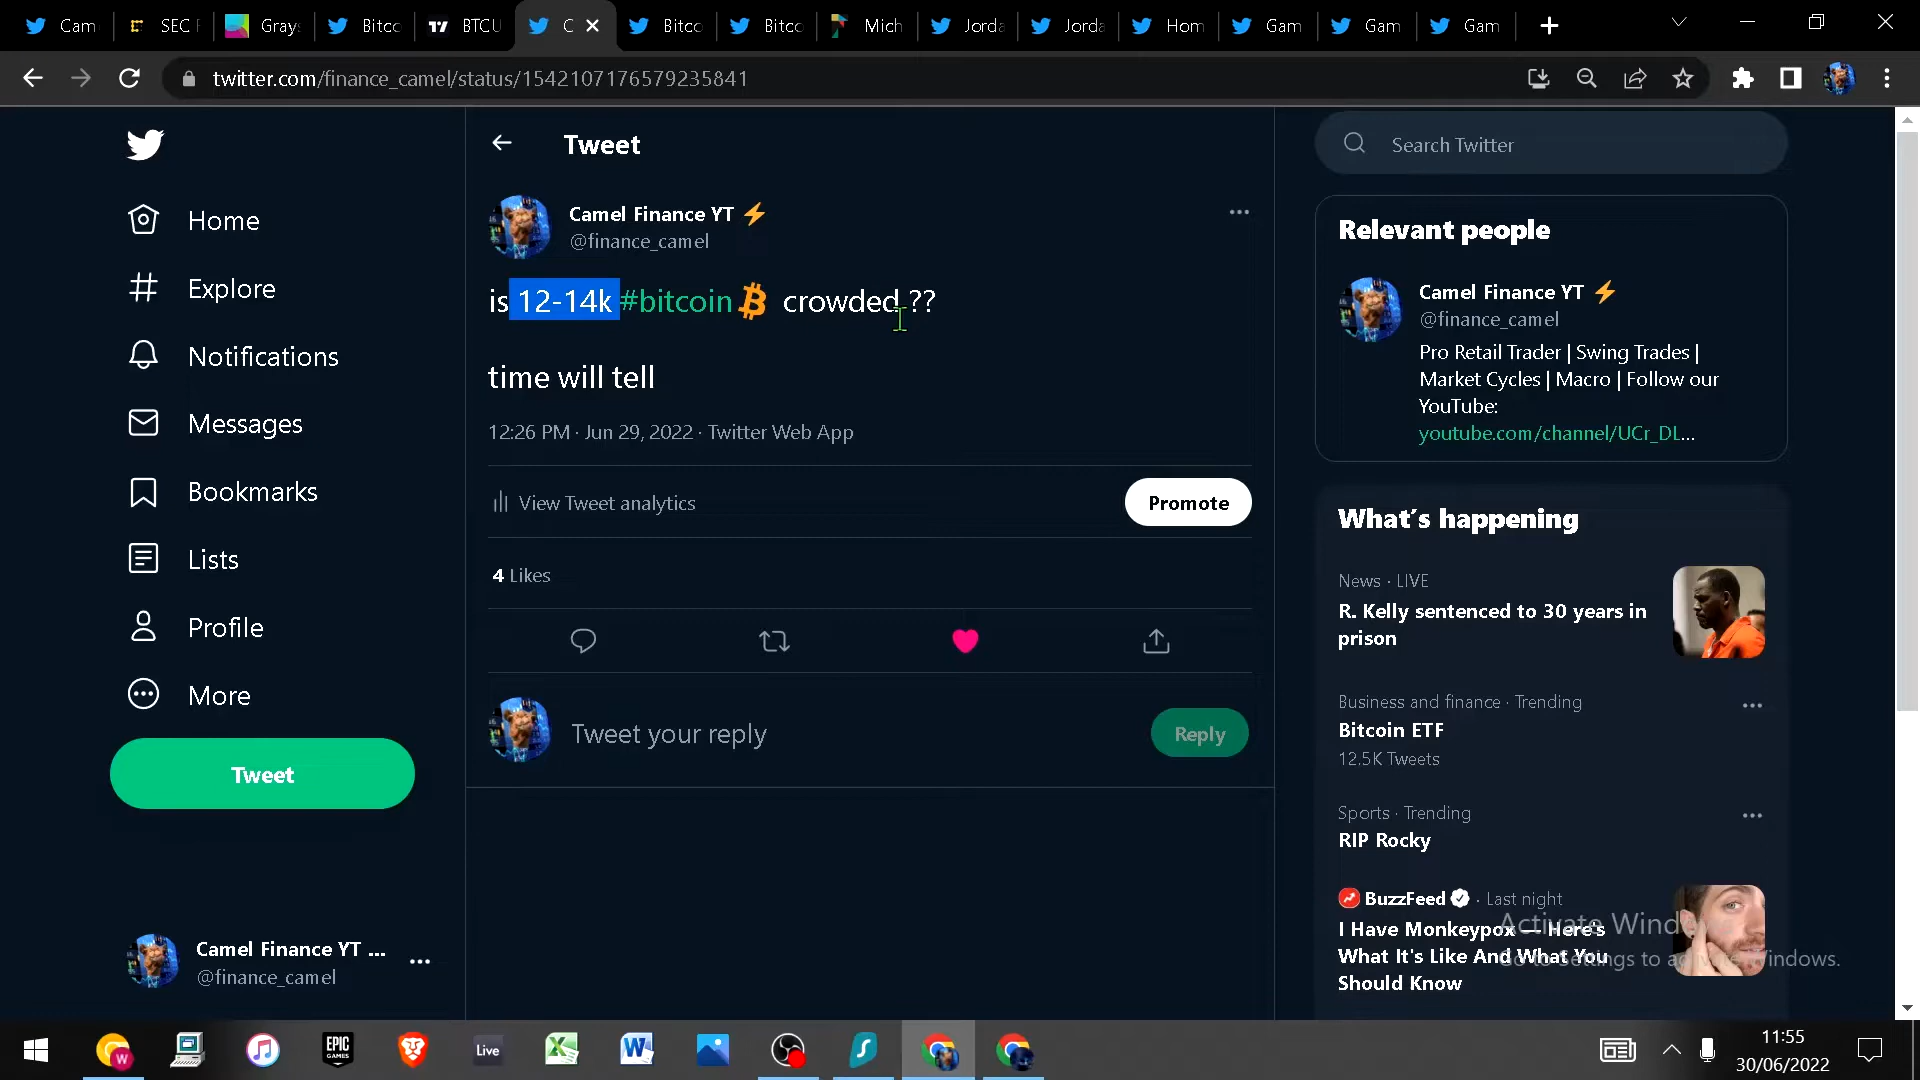 Cam
SEC F
Gray
Bitco
BTCU
C
Bitco
Bitco
Mich
Jorda
Jorda
Hom
Gam
Gam
Gam
twitter.com/finance_camel/status/1542107176579235841
Home
Explore
Notifications
Messages
Bookmarks
Lists
Profile
More
Tweet
Camel Finance YT ...
@finance_camel
Tweet
Camel Finance YT ⚡
@finance_camel
is 12-14k #bitcoin crowded ??
time will tell
12:26 PM · Jun 29, 2022 · Twitter Web App
View Tweet analytics
Promote
4 Likes
Tweet your reply
Reply
Search Twitter
Relevant people
Camel Finance YT ⚡
@finance_camel
Pro Retail Trader | Swing Trades |
Market Cycles | Macro | Follow our
YouTube:
youtube.com/channel/UCr_DL...
What's happening
News · LIVE
R. Kelly sentenced to 30 years in
prison
Business and finance · Trending
Bitcoin ETF
12.5K Tweets
Sports · Trending
RIP Rocky
BuzzFeed · Last night
I Have Monkeypox — Here's
What It's Like And What You
Should Know
Activate Windows
Go to Settings to activate Windows.
EPIC
GAMES
Live
11:55
30/06/2022